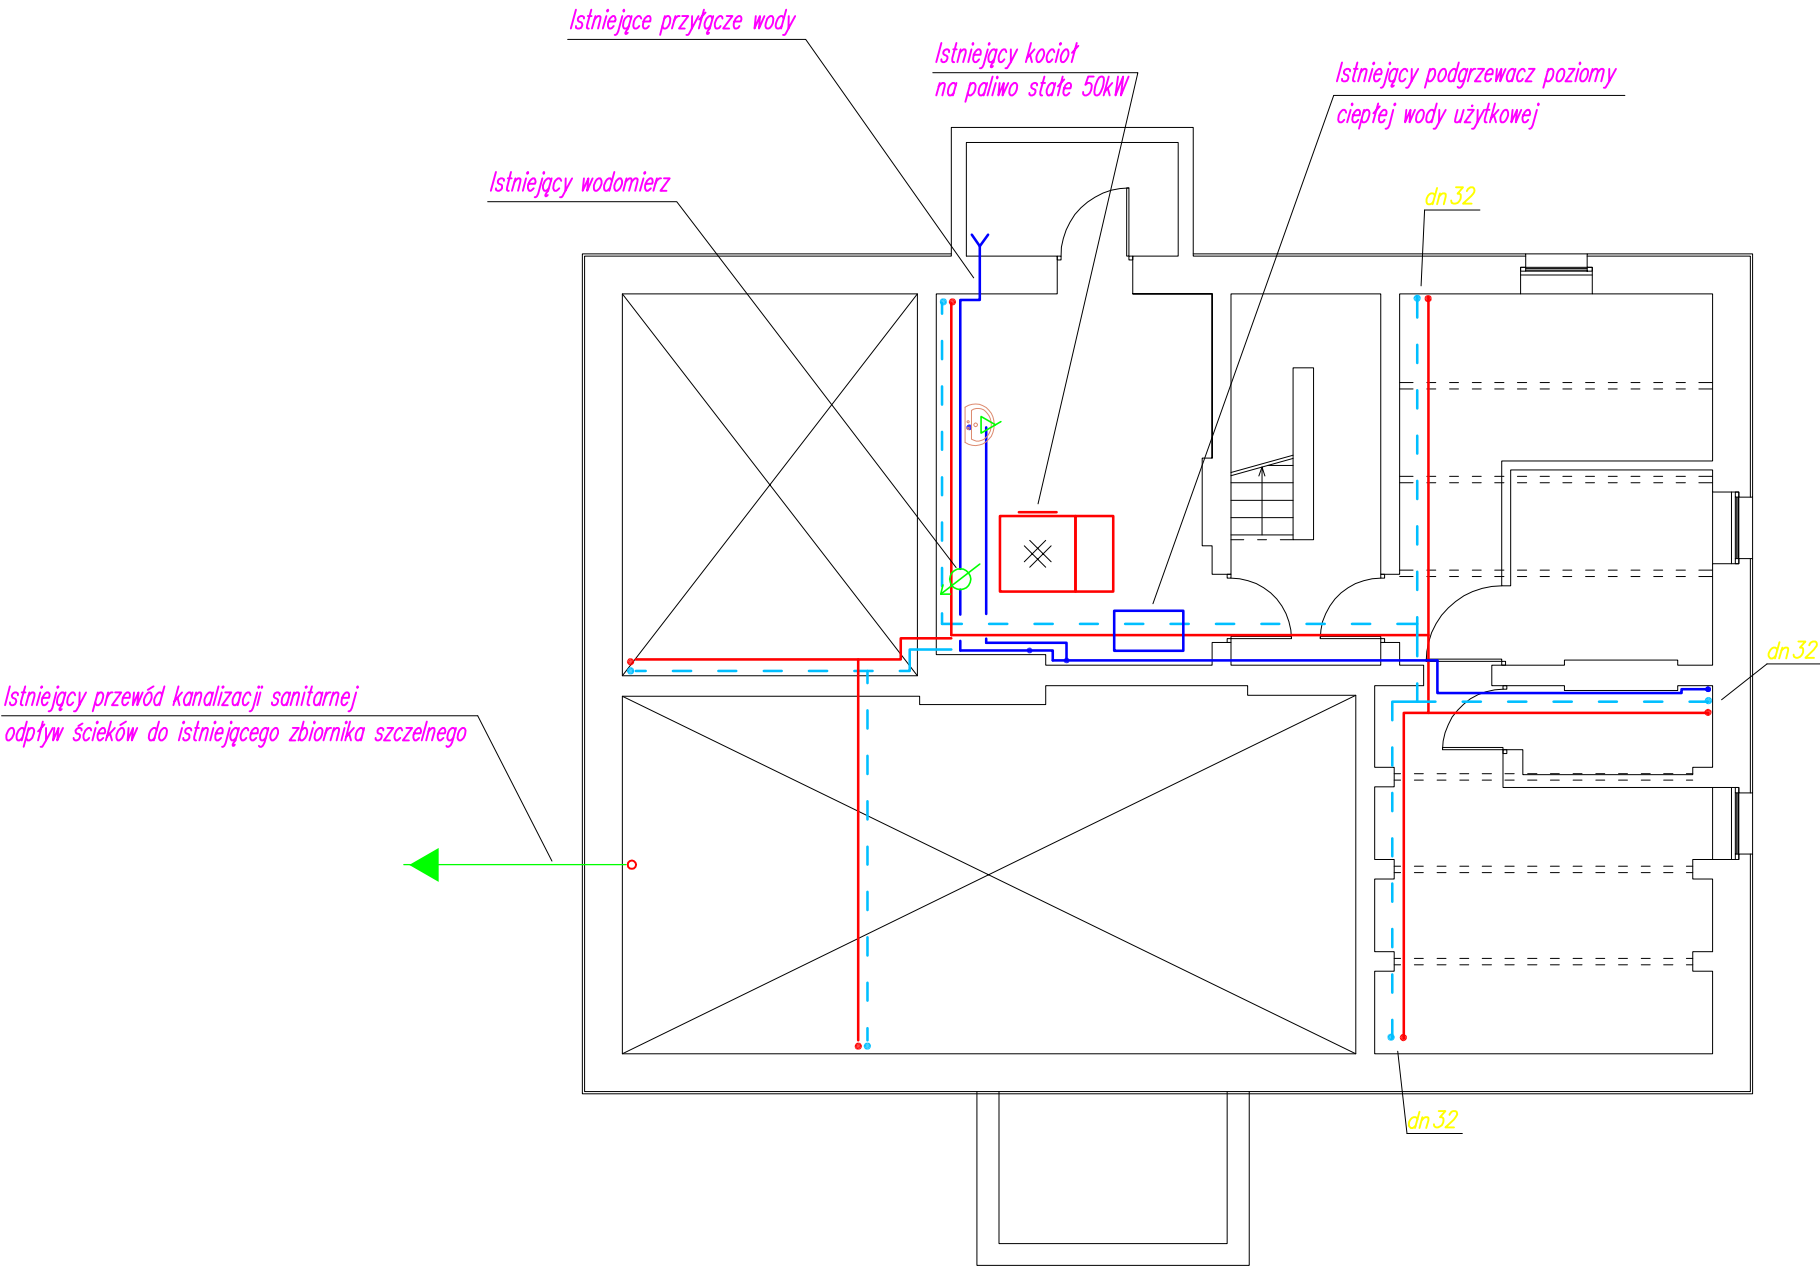 Istniejące przyłącze wody
Istniejący kocioł
na paliwo stałe 50kW
Istniejący podgrzewacz poziomy
ciepłej wody użytkowej
Istniejący wodomierz
dn32
dn32
Istniejący przewód kanalizacji sanitarnej
odpływ ścieków do istniejącego zbiornika szczelnego
dn32